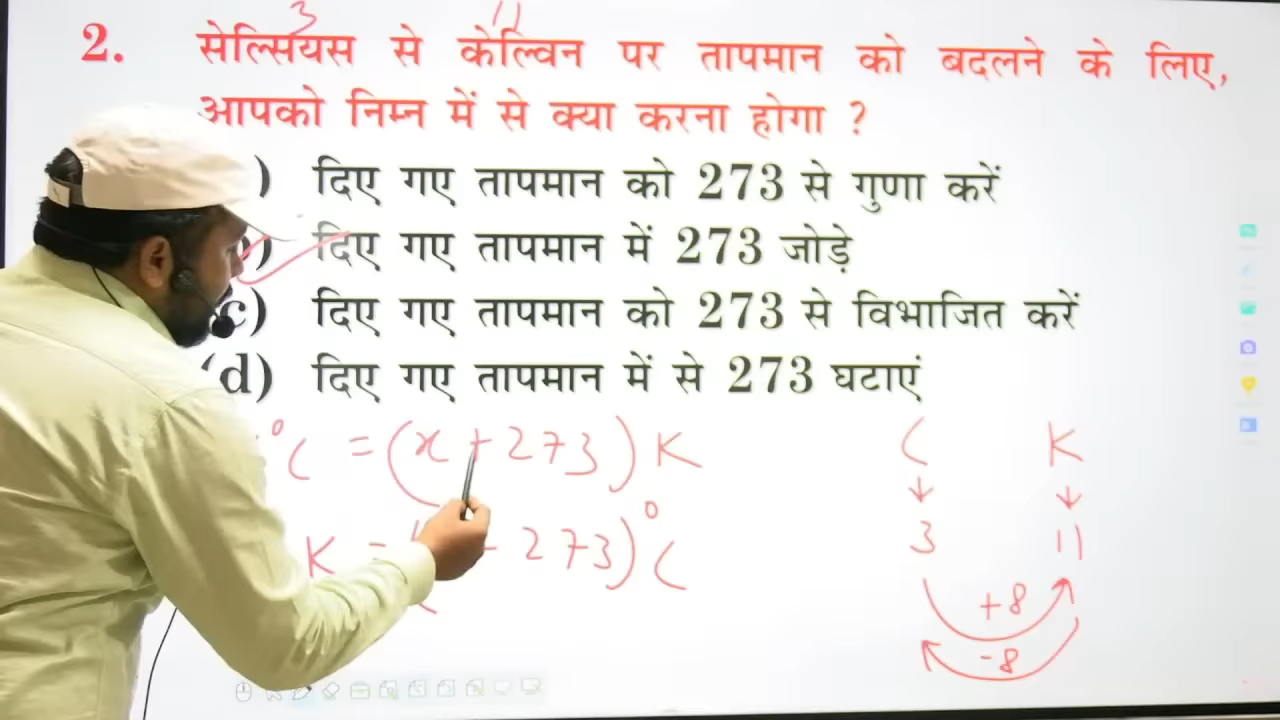 3 11
2. सेल्सियस से केल्विन पर तापमान को बदलने के लिए,
आपको निम्न में से क्या करना होगा ?
) दिए गए तापमान को 273 से गुणा करें
) दिए गए तापमान में 273 जोड़े
c) दिए गए तापमान को 273 से विभाजित करें
(d) दिए गए तापमान में से 273 घटाएं
°C = (x + 273) K
K = - 273)°C
C K
↓ ↓
3 11
+8
-8